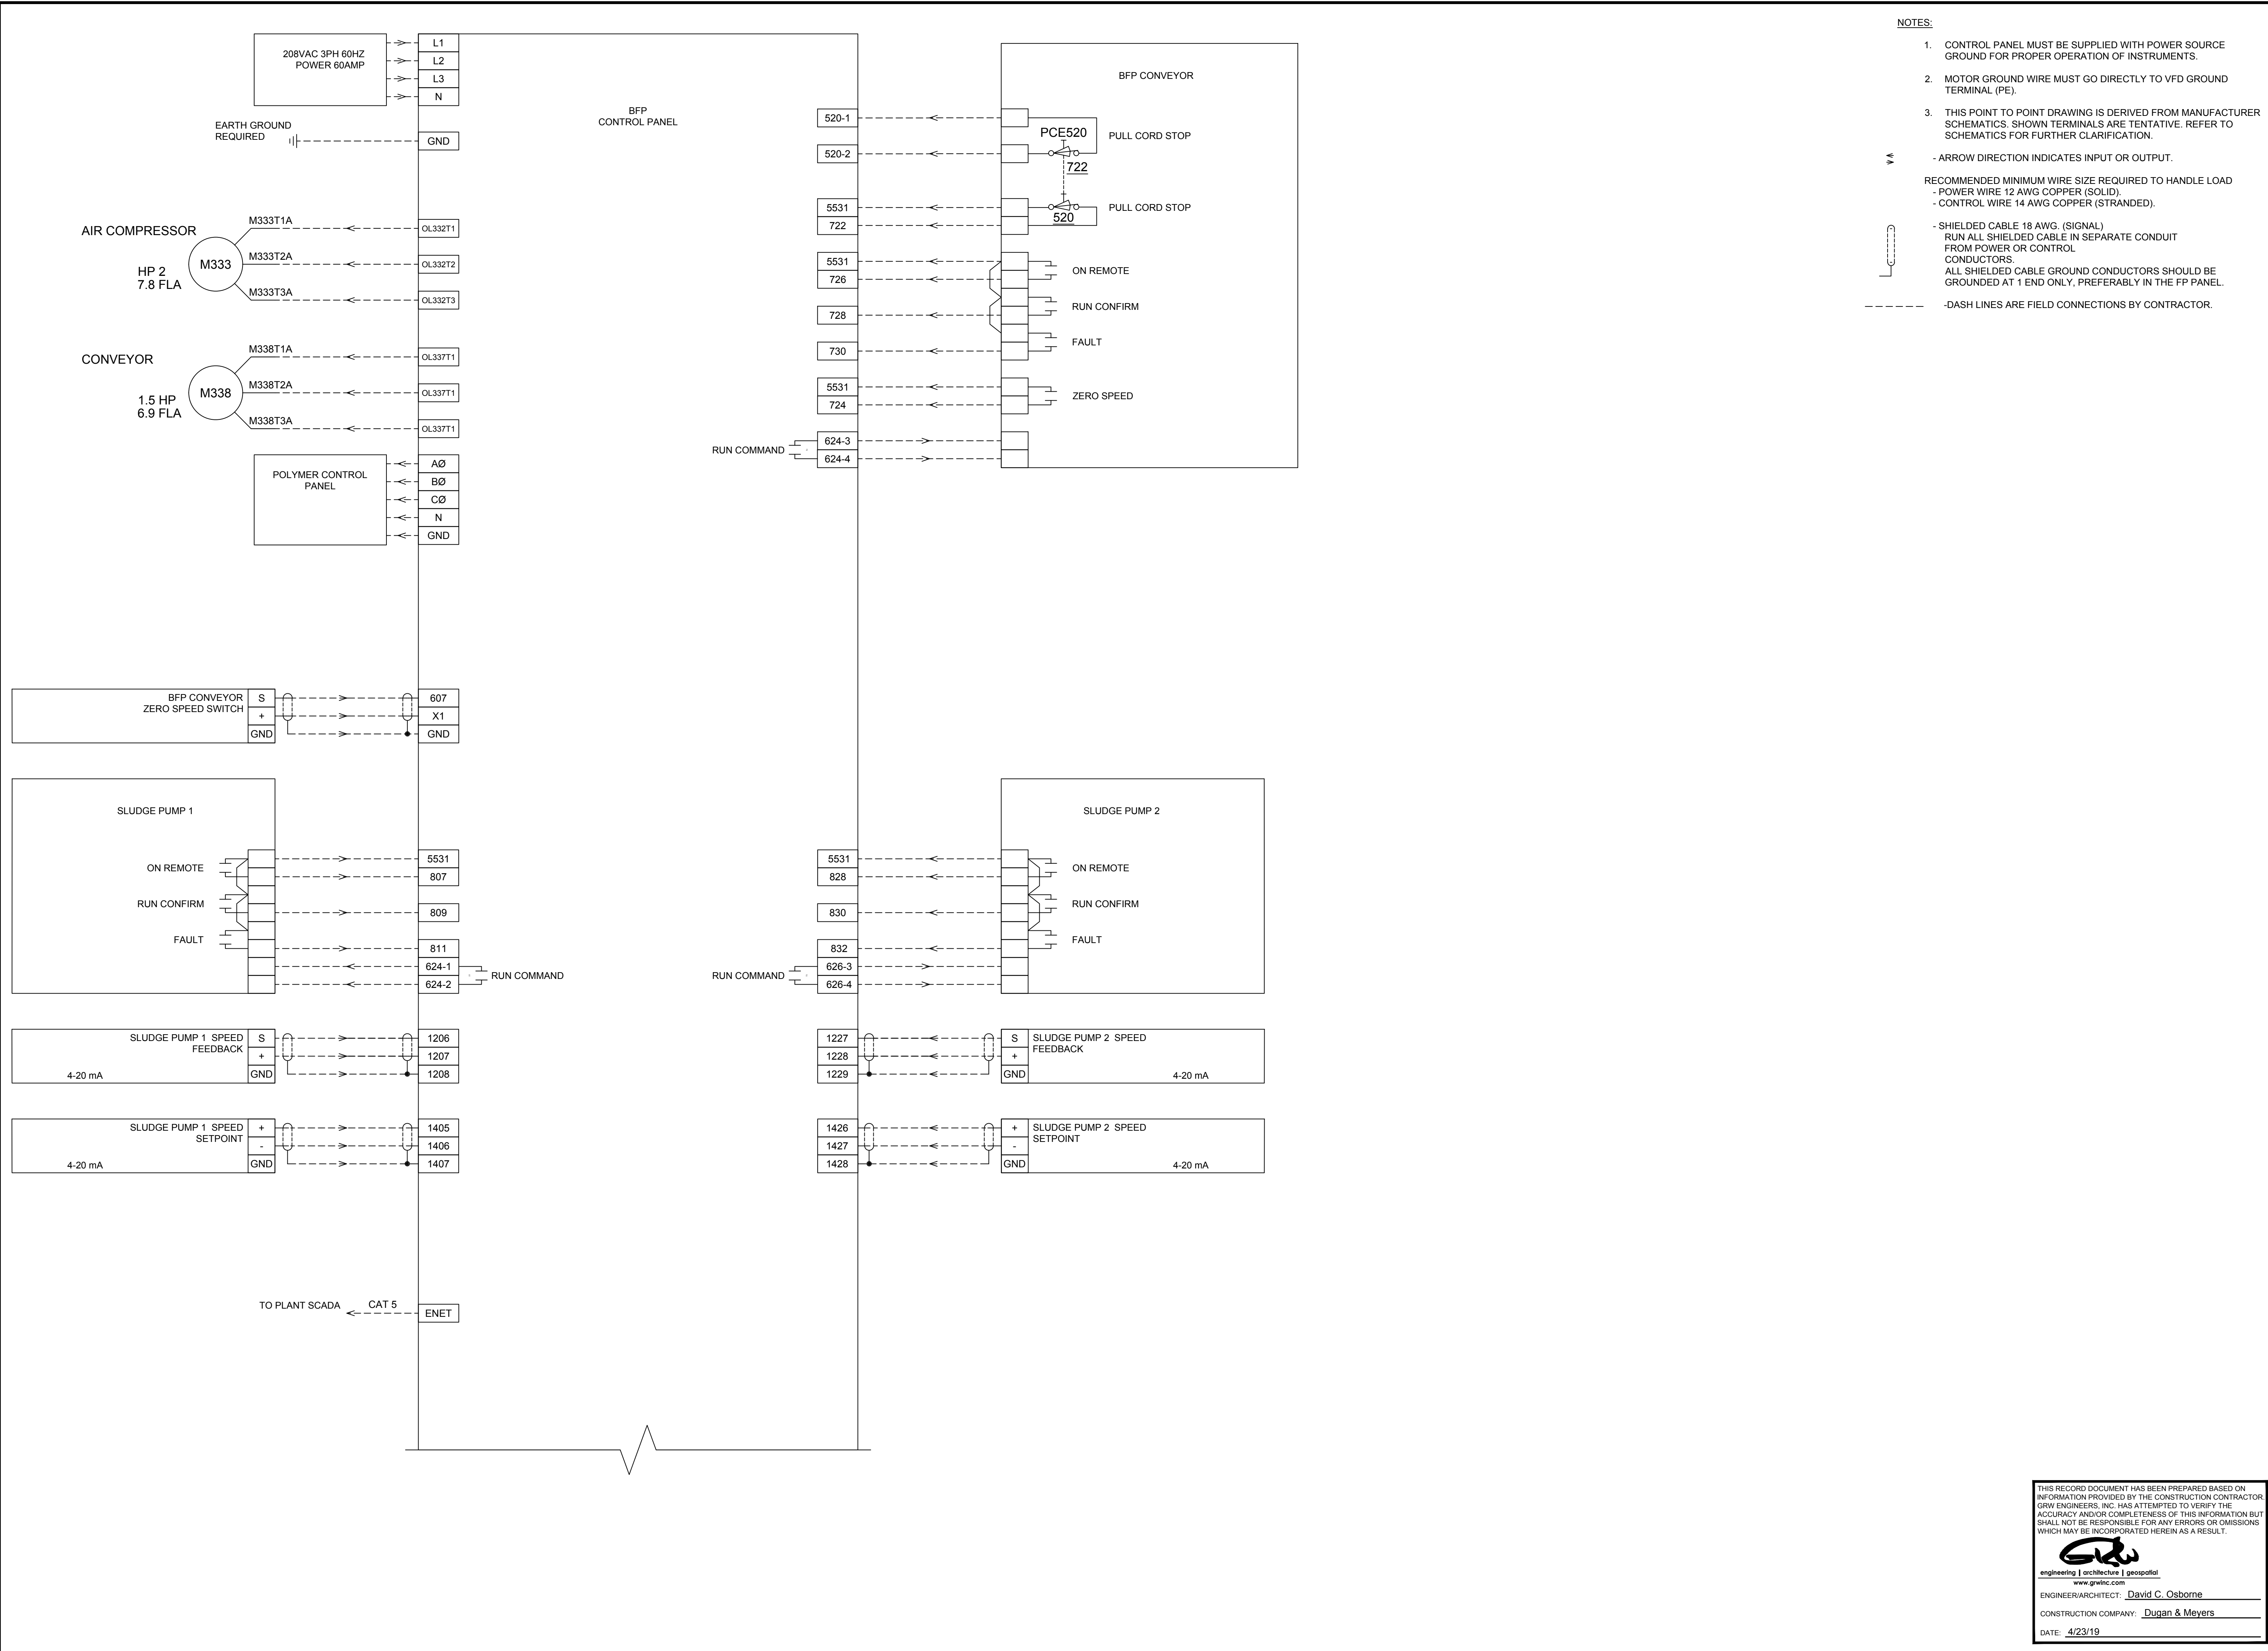 208VAC 3PH 60HZ
POWER 60AMP
L1
L2
L3
N
EARTH GROUND
REQUIRED
GND
BFP
CONTROL PANEL
AIR COMPRESSOR
HP 2
7.8 FLA
M333
M333T1A
M333T2A
M333T3A
OL332T1
OL332T2
OL332T3
CONVEYOR
1.5 HP
6.9 FLA
M338
M338T1A
M338T2A
M338T3A
OL337T1
OL337T1
OL337T1
POLYMER CONTROL
PANEL
AØ
BØ
CØ
N
GND
BFP CONVEYOR
520-1
520-2
PCE520
PULL CORD STOP
722
5531
722
520
PULL CORD STOP
5531
726
ON REMOTE
728
RUN CONFIRM
730
FAULT
5531
724
ZERO SPEED
RUN COMMAND
624-3
624-4
BFP CONVEYOR
ZERO SPEED SWITCH
S
+
GND
607
X1
GND
SLUDGE PUMP 1
ON REMOTE
RUN CONFIRM
FAULT
5531
807
809
811
624-1
624-2
RUN COMMAND
SLUDGE PUMP 2
5531
828
830
832
626-3
626-4
RUN COMMAND
ON REMOTE
RUN CONFIRM
FAULT
SLUDGE PUMP 1 SPEED
FEEDBACK
4-20 mA
S
+
GND
1206
1207
1208
1227
1228
1229
S
+
GND
SLUDGE PUMP 2 SPEED
FEEDBACK
4-20 mA
SLUDGE PUMP 1 SPEED
SETPOINT
4-20 mA
+
-
GND
1405
1406
1407
1426
1427
1428
+
-
GND
SLUDGE PUMP 2 SPEED
SETPOINT
4-20 mA
TO PLANT SCADA
CAT 5
ENET
NOTES:
1. CONTROL PANEL MUST BE SUPPLIED WITH POWER SOURCE
GROUND FOR PROPER OPERATION OF INSTRUMENTS.
2. MOTOR GROUND WIRE MUST GO DIRECTLY TO VFD GROUND
TERMINAL (PE).
3. THIS POINT TO POINT DRAWING IS DERIVED FROM MANUFACTURER
SCHEMATICS. SHOWN TERMINALS ARE TENTATIVE. REFER TO
SCHEMATICS FOR FURTHER CLARIFICATION.
- ARROW DIRECTION INDICATES INPUT OR OUTPUT.
RECOMMENDED MINIMUM WIRE SIZE REQUIRED TO HANDLE LOAD
- POWER WIRE 12 AWG COPPER (SOLID).
- CONTROL WIRE 14 AWG COPPER (STRANDED).
- SHIELDED CABLE 18 AWG. (SIGNAL)
RUN ALL SHIELDED CABLE IN SEPARATE CONDUIT
FROM POWER OR CONTROL
CONDUCTORS.
ALL SHIELDED CABLE GROUND CONDUCTORS SHOULD BE
GROUNDED AT 1 END ONLY, PREFERABLY IN THE FP PANEL.
-DASH LINES ARE FIELD CONNECTIONS BY CONTRACTOR.
THIS RECORD DOCUMENT HAS BEEN PREPARED BASED ON
INFORMATION PROVIDED BY THE CONSTRUCTION CONTRACTOR.
GRW ENGINEERS, INC. HAS ATTEMPTED TO VERIFY THE
ACCURACY AND/OR COMPLETENESS OF THIS INFORMATION BUT
SHALL NOT BE RESPONSIBLE FOR ANY ERRORS OR OMISSIONS
WHICH MAY BE INCORPORATED HEREIN AS A RESULT.
GRW
engineering | architecture | geospatial
www.grwinc.com
ENGINEER/ARCHITECT: David C. Osborne
CONSTRUCTION COMPANY: Dugan & Meyers
DATE: 4/23/19